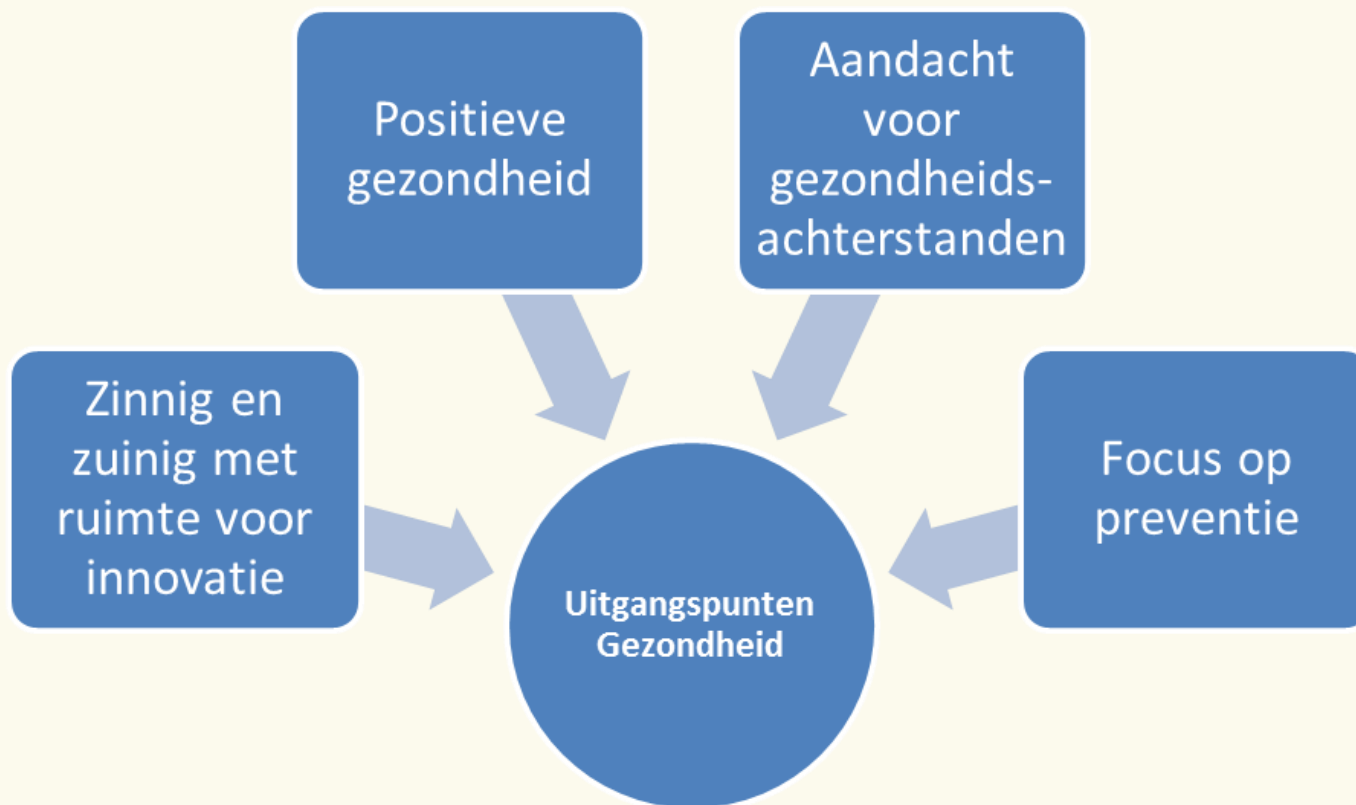 Positieve
gezondheid
Aandacht
voor
gezondheids-
achterstanden
Zinnig en
zuinig met
ruimte voor
innovatie
Focus op
preventie
Uitgangspunten
Gezondheid